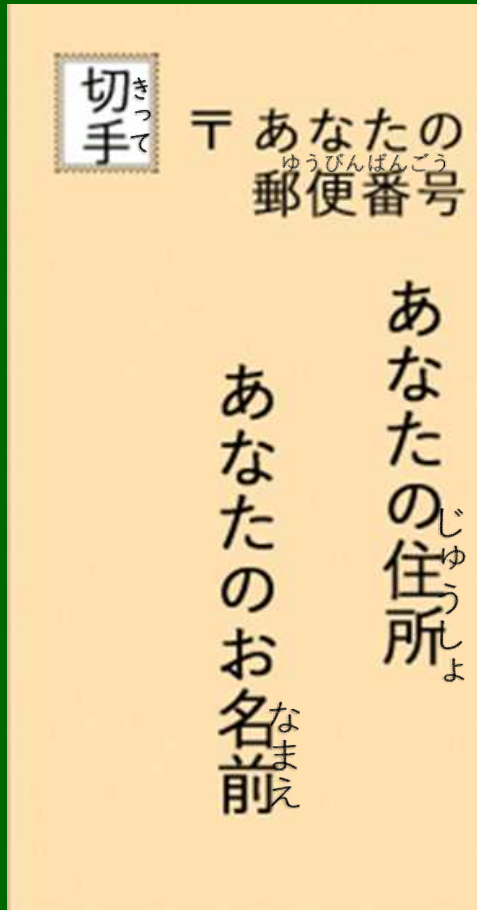 切手
きって
〒あなたの
ゆうびんばんごう
郵便番号
あなたの住所
じゅうしょ
あなたのお名前
なまえ